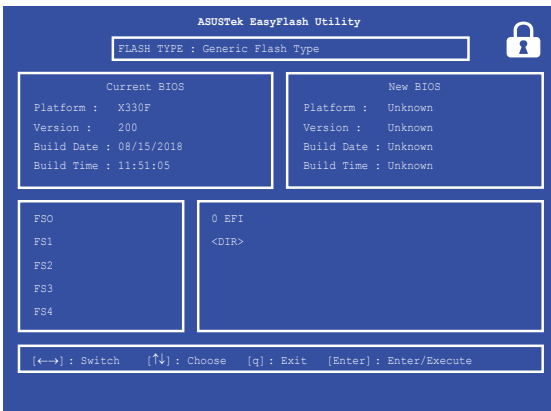 ASUSTek EasyFlash Utility
FLASH TYPE : Generic Flash Type
Current BIOS
Platform : X330F
Version : 200
Build Date : 08/15/2018
Build Time : 11:51:05
New BIOS
Platform : Unknown
Version : Unknown
Build Date : Unknown
Build Time : Unknown
FSO
FS1
FS2
FS3
FS4
0 EFI
<DIR>
[←→] : Switch [↑↓] : Choose [q] : Exit [Enter] : Enter/Execute